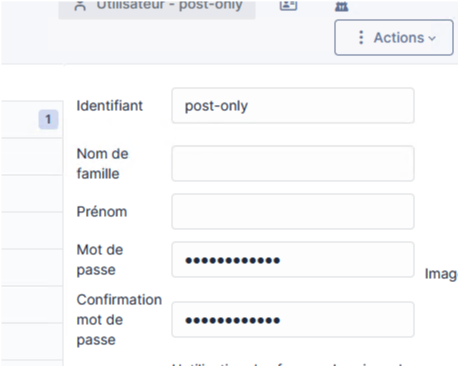 Utilisateur - post-only
Actions
Identifiant
post-only
1
Nom de
famille
Prénom
Mot de
passe
••••••••••••
Imag
Confirmation
mot de
passe
••••••••••••